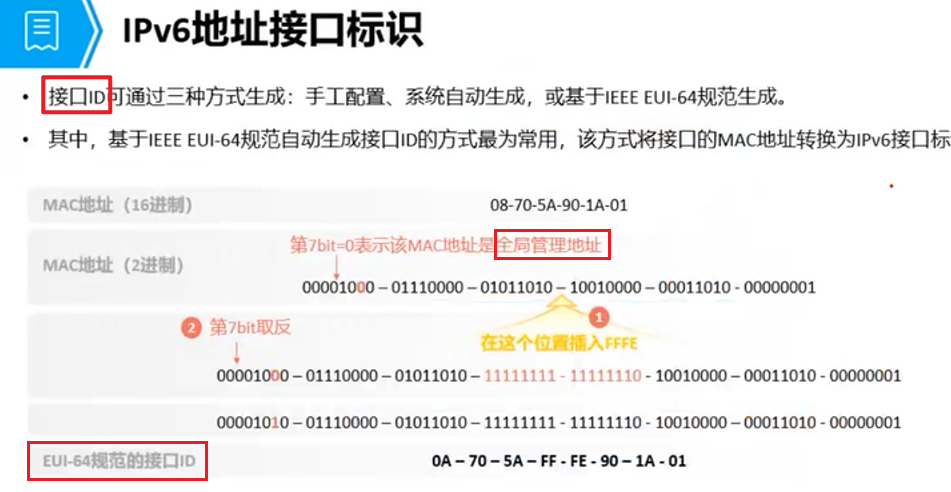 IPv6地址接口标识
• 接口ID可通过三种方式生成：手工配置、系统自动生成，或基于IEEE EUI-64规范生成。
• 其中，基于IEEE EUI-64规范自动生成接口ID的方式最为常用，该方式将接口的MAC地址转换为IPv6接口标
MAC地址（16进制） 08-70-5A-90-1A-01
第7bit=0表示该MAC地址是全局管理地址
MAC地址（2进制）
00001000 – 01110000 – 01011010 – 10010000 – 00011010 - 00000001
1
2 第7bit取反
在这个位置插入FFFE
00001000 – 01110000 – 01011010 – 11111111 - 11111110 - 10010000 – 00011010 - 00000001
00001010 – 01110000 – 01011010 – 11111111 - 11111110 - 10010000 – 00011010 - 00000001
EUI-64规范的接口ID 0A – 70 – 5A – FF – FE – 90 – 1A - 01